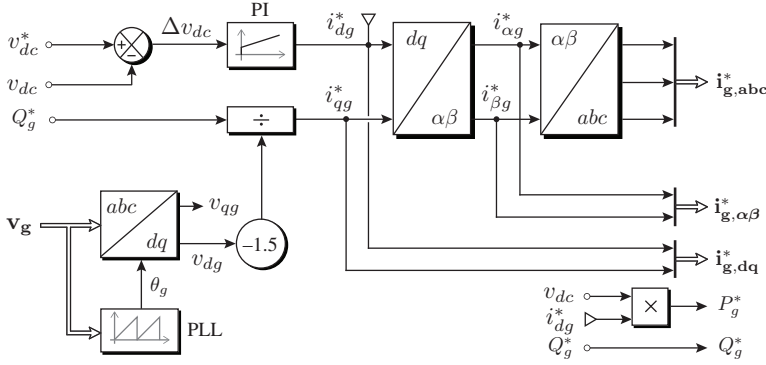 PI
v*dc
+
−
Δvdc
i*dg
dq
αβ
i*αg
αβ
abc
i*g,abc
vdc
Q*g
÷
i*qg
i*βg
vg
abc
dq
vqg
vdg
−1.5
θg
PLL
i*g,αβ
i*g,dq
vdc
i*dg
×
P*g
Q*g
Q*g